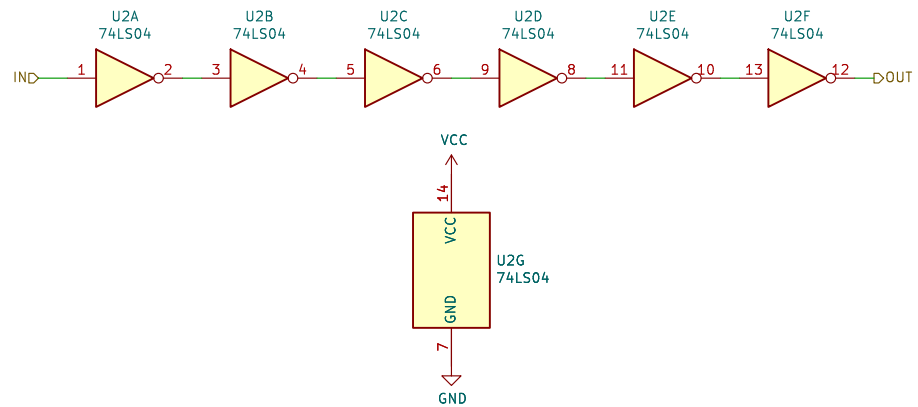 U2A U2B U2C U2D U2E U2F
74LS04 74LS04 74LS04 74LS04 74LS04 74LS04
IN 1 2 3 4 5 6 9 8 11 10 13 12 OUT
VCC
14
VCC
U2G
74LS04
GND
7
GND